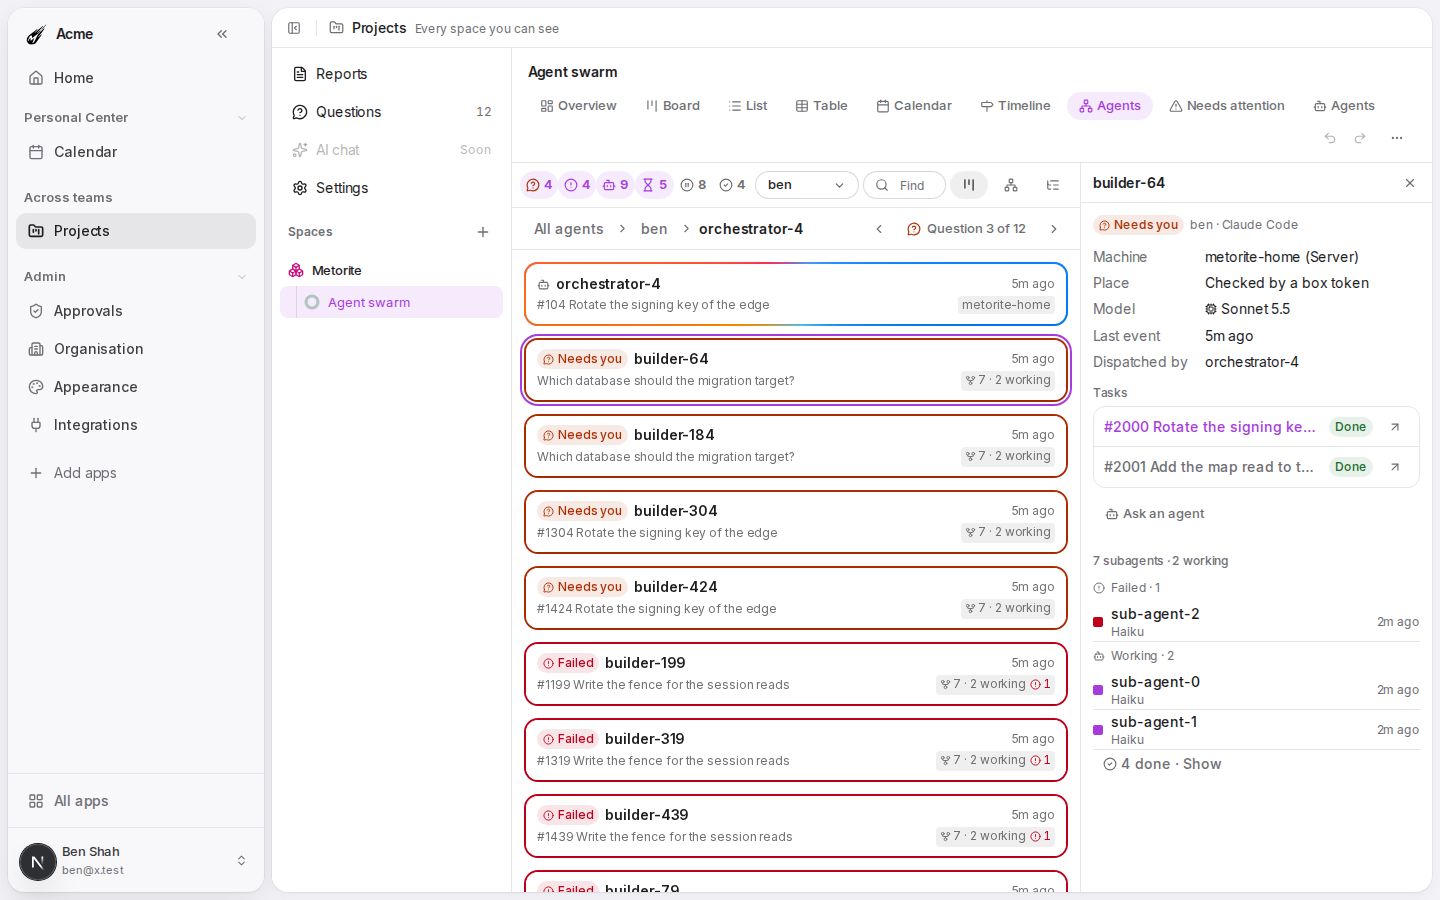 Acme
Home
Personal Center
Calendar
Across teams
Projects
Admin
Approvals
Organisation
Appearance
Integrations
Add apps
All apps
Ben Shah
ben@x.test
Projects Every space you can see
Reports
Questions 12
AI chat Soon
Settings
Spaces
Metorite
Agent swarm
Agent swarm
Overview Board List Table Calendar Timeline Agents Needs attention Agents
4 4 9 5 8 4 ben Find
All agents ben orchestrator-4 Question 3 of 12
orchestrator-4 5m ago
#104 Rotate the signing key of the edge metorite-home
Needs you builder-64 5m ago
Which database should the migration target? 7 · 2 working
Needs you builder-184 5m ago
Which database should the migration target? 7 · 2 working
Needs you builder-304 5m ago
#1304 Rotate the signing key of the edge 7 · 2 working
Needs you builder-424 5m ago
#1424 Rotate the signing key of the edge 7 · 2 working
Failed builder-199 5m ago
#1199 Write the fence for the session reads 7 · 2 working 1
Failed builder-319 5m ago
#1319 Write the fence for the session reads 7 · 2 working 1
Failed builder-439 5m ago
#1439 Write the fence for the session reads 7 · 2 working 1
Failed builder-79 5m ago
builder-64
Needs you ben · Claude Code
Machine metorite-home (Server)
Place Checked by a box token
Model Sonnet 5.5
Last event 5m ago
Dispatched by orchestrator-4
Tasks
#2000 Rotate the signing ke... Done
#2001 Add the map read to t... Done
Ask an agent
7 subagents · 2 working
Failed · 1
sub-agent-2 2m ago
Haiku
Working · 2
sub-agent-0 2m ago
Haiku
sub-agent-1 2m ago
Haiku
4 done · Show